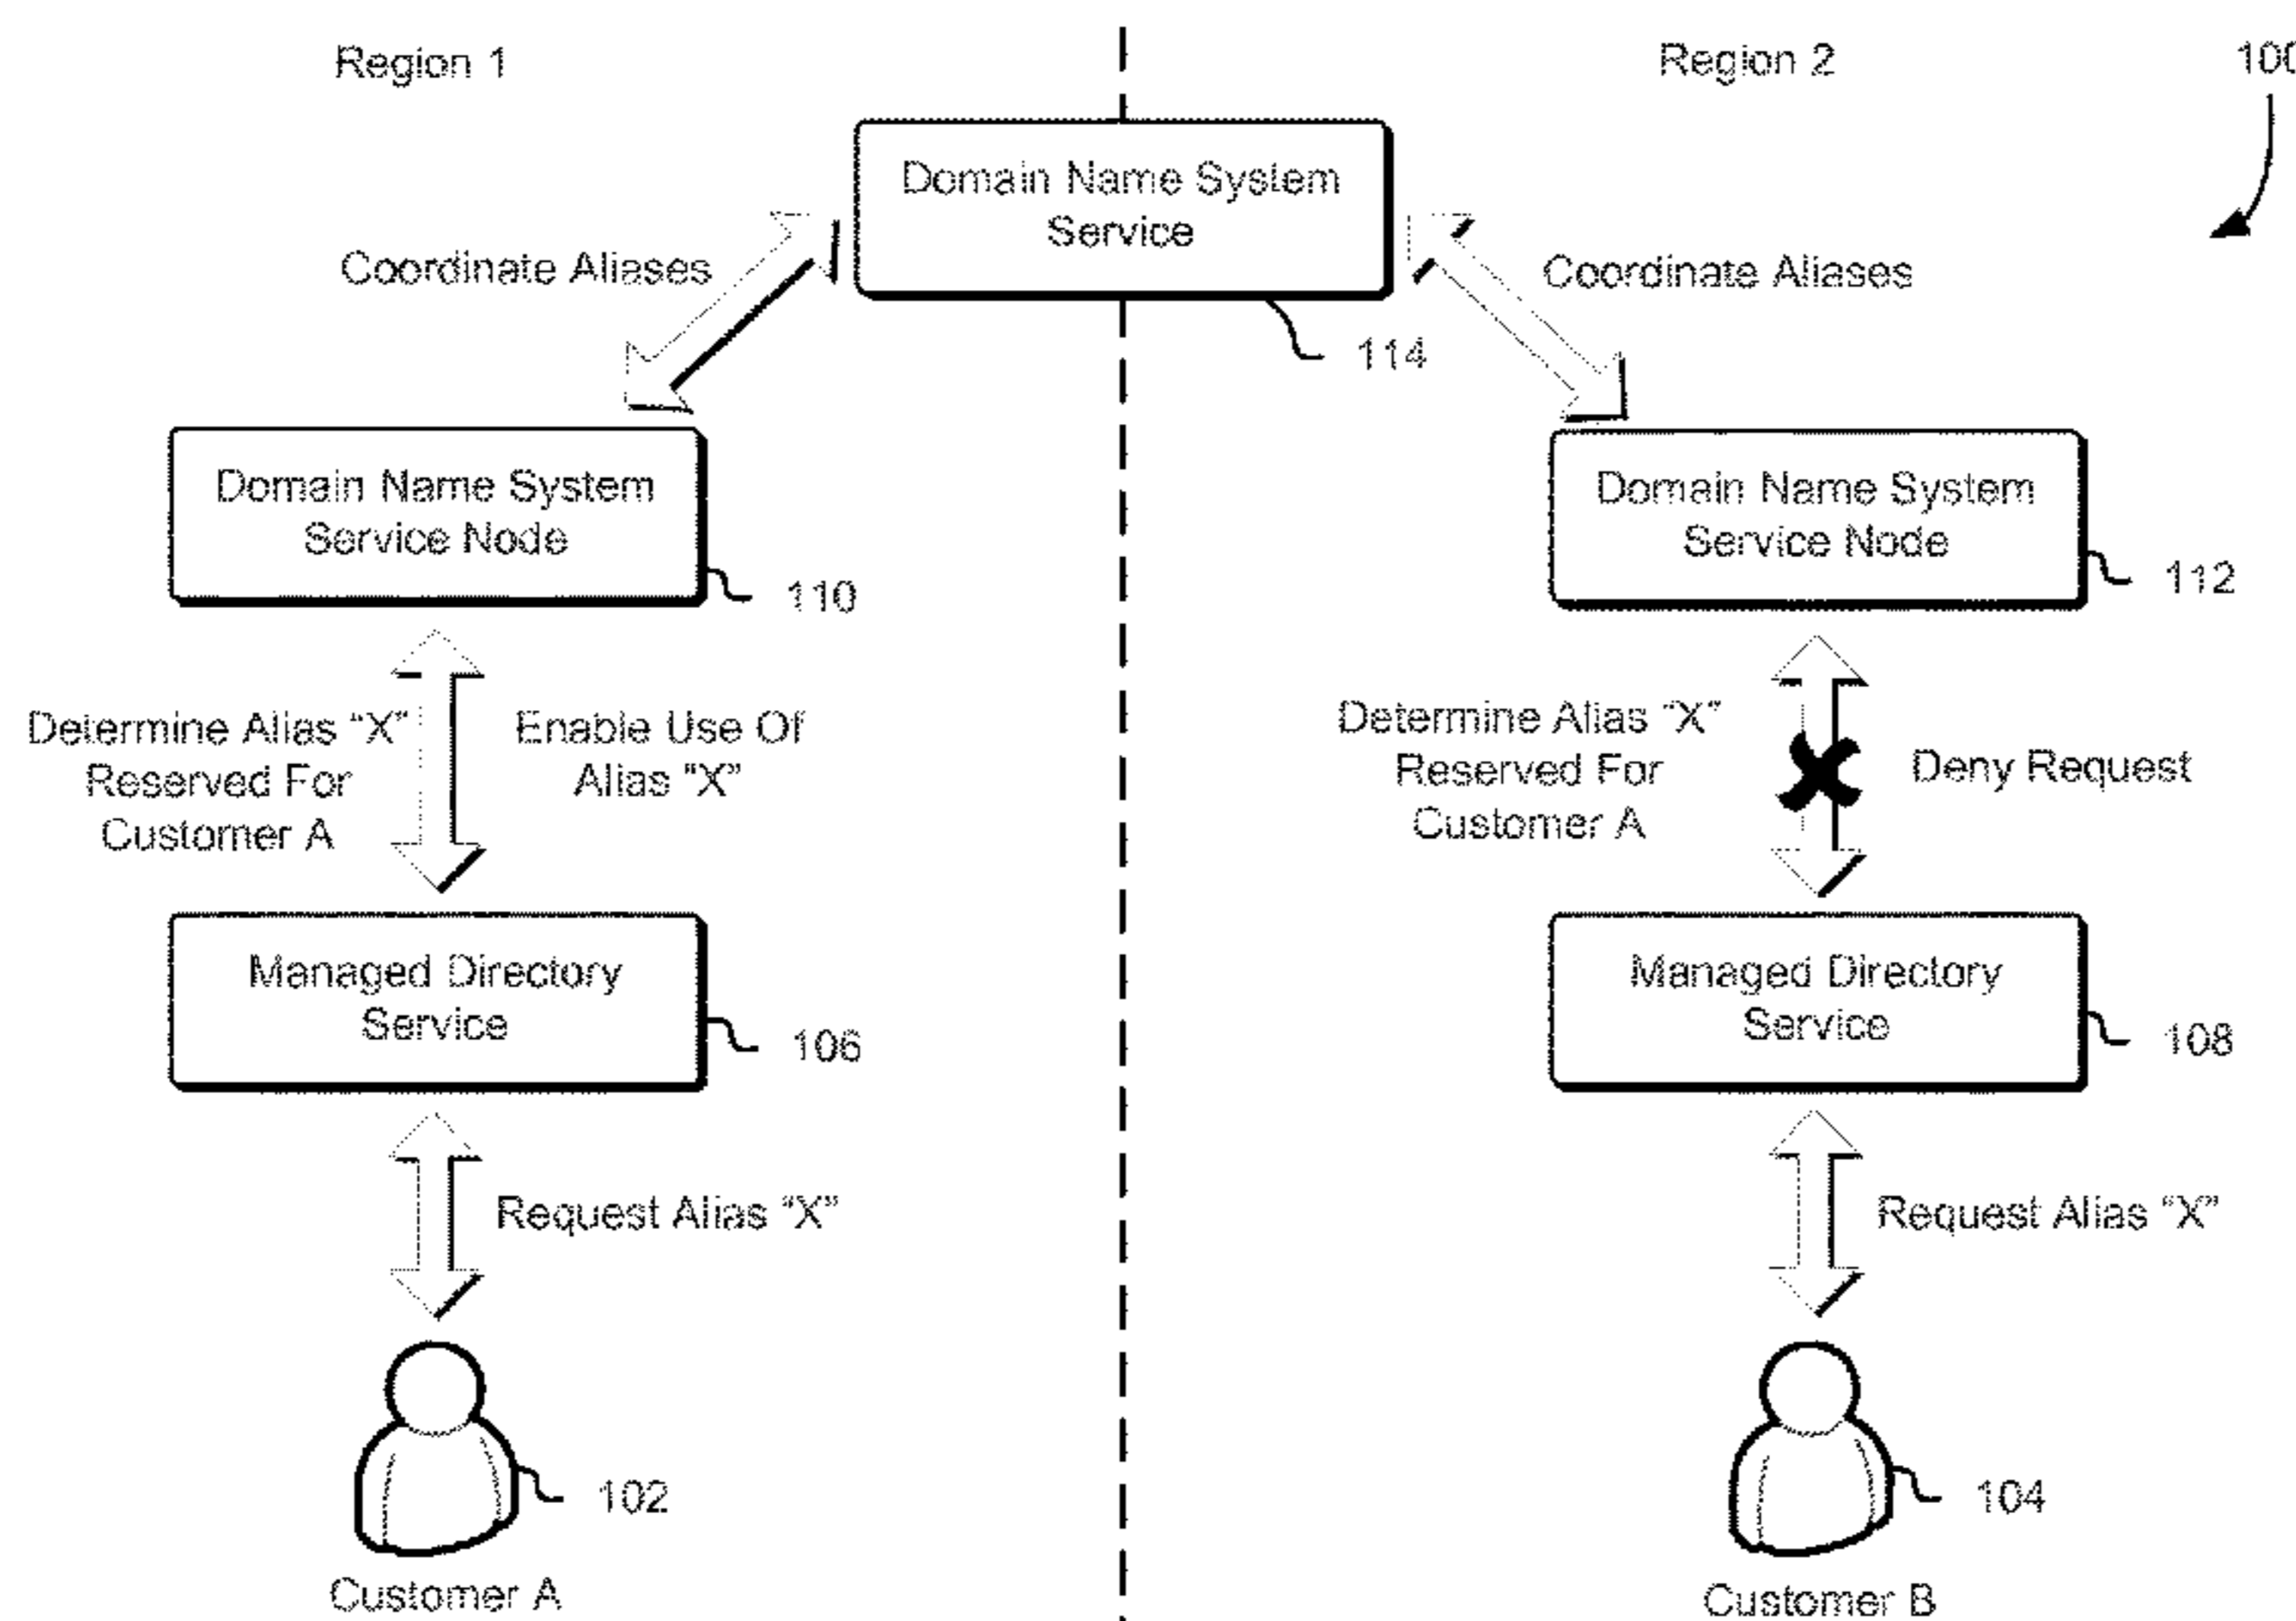 Region 1
Region 2
100
Domain Name System
Service
Coordinate Aliases
Coordinate Aliases
114
Domain Name System
Service Node
110
Domain Name System
Service Node
112
Determine Alias “X”
Reserved For
Customer A
Enable Use Of
Alias “X”
Determine Alias “X”
Reserved For
Customer A
Deny Request
Managed Directory
Service
106
Managed Directory
Service
108
Request Alias “X”
Request Alias “X”
102
104
Customer A
Customer B